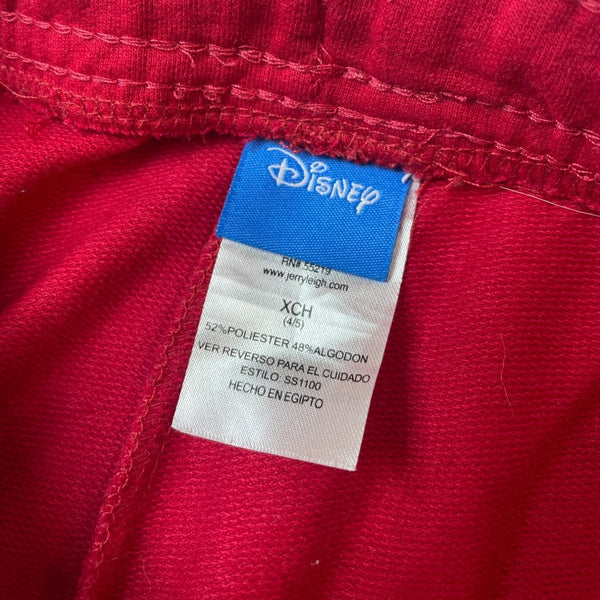 Disney
RN# 55219
www.jerryleigh.com
XCH
(4/5)
52%POLIESTER 48%ALGODON
VER REVERSO PARA EL CUIDADO
ESTILO SS1100
HECHO EN EGIPTO